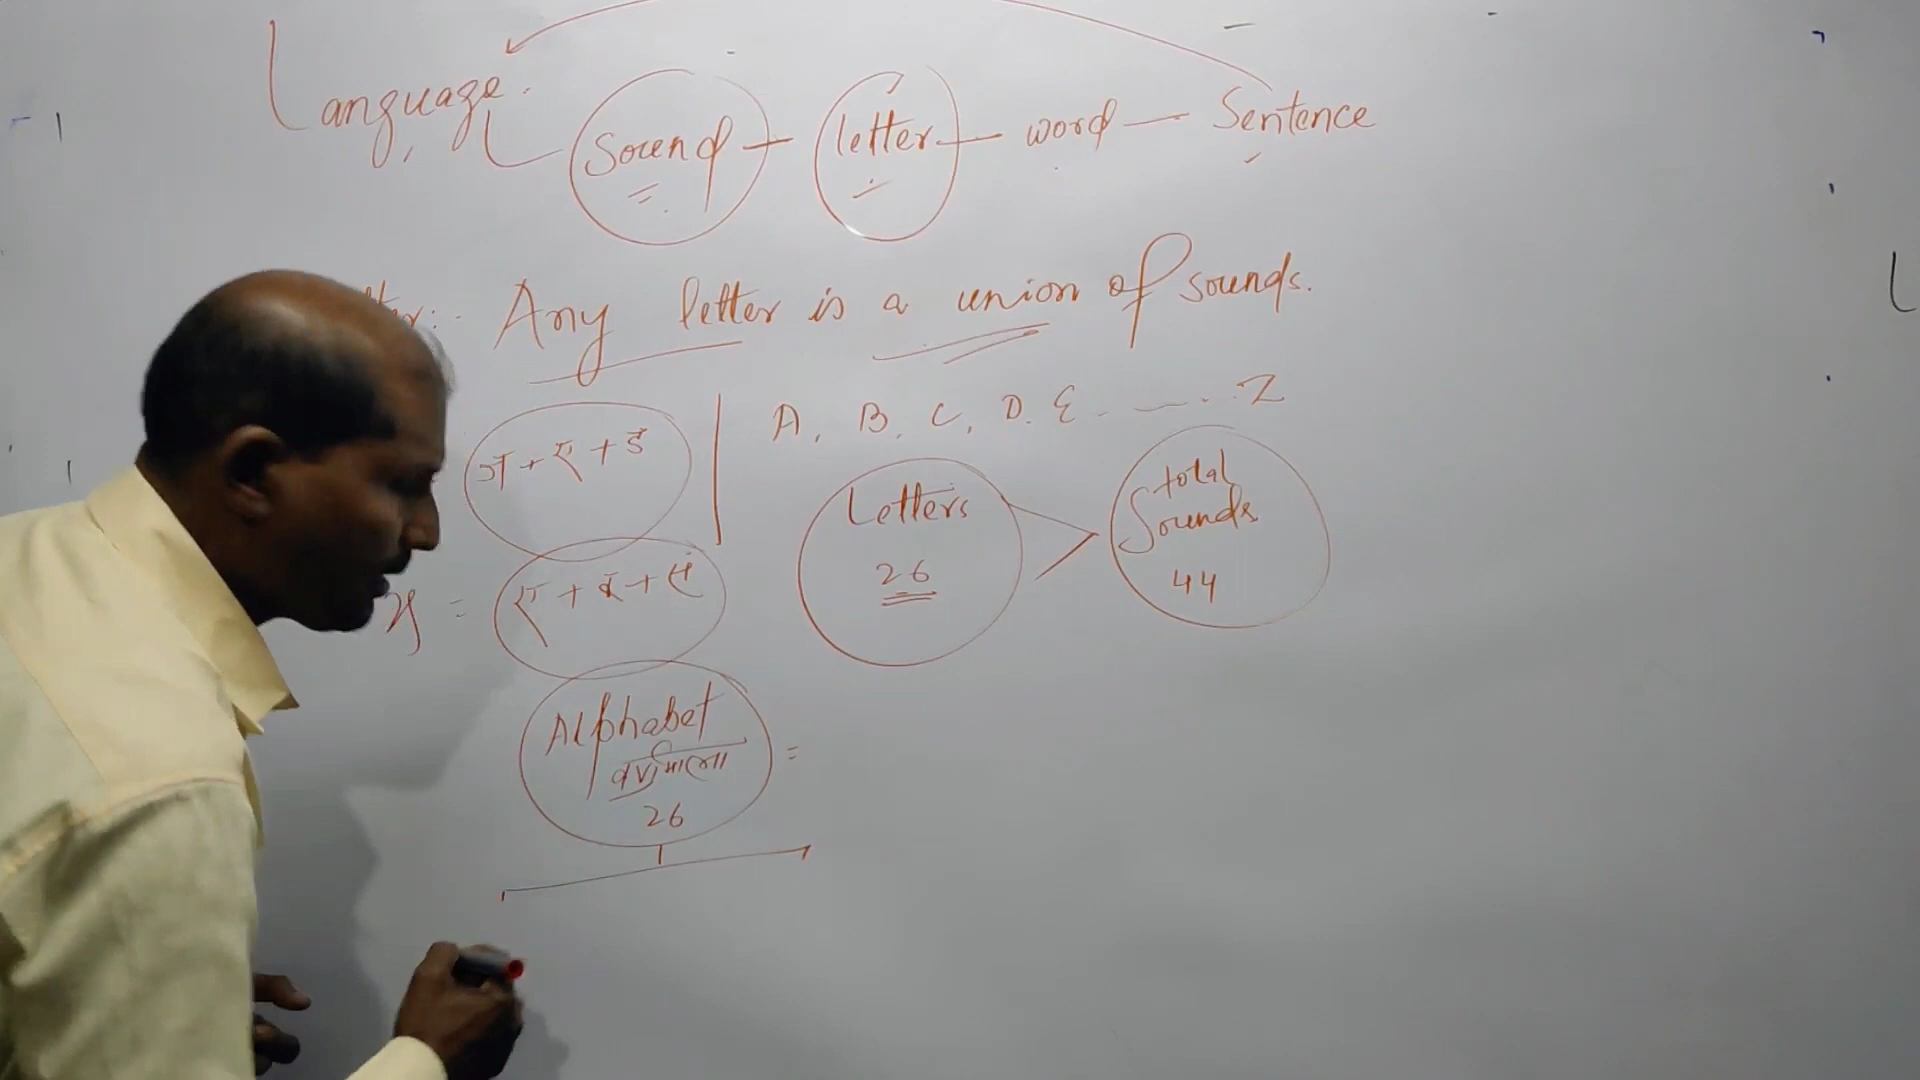 Language.
Sound - letter - word - Sentence
Any letter is a union of sounds.
A, B, C, D, E - - - - Z
Letters
26
total
Sounds
44
x =
Alphabet =
वर्णमाला
26